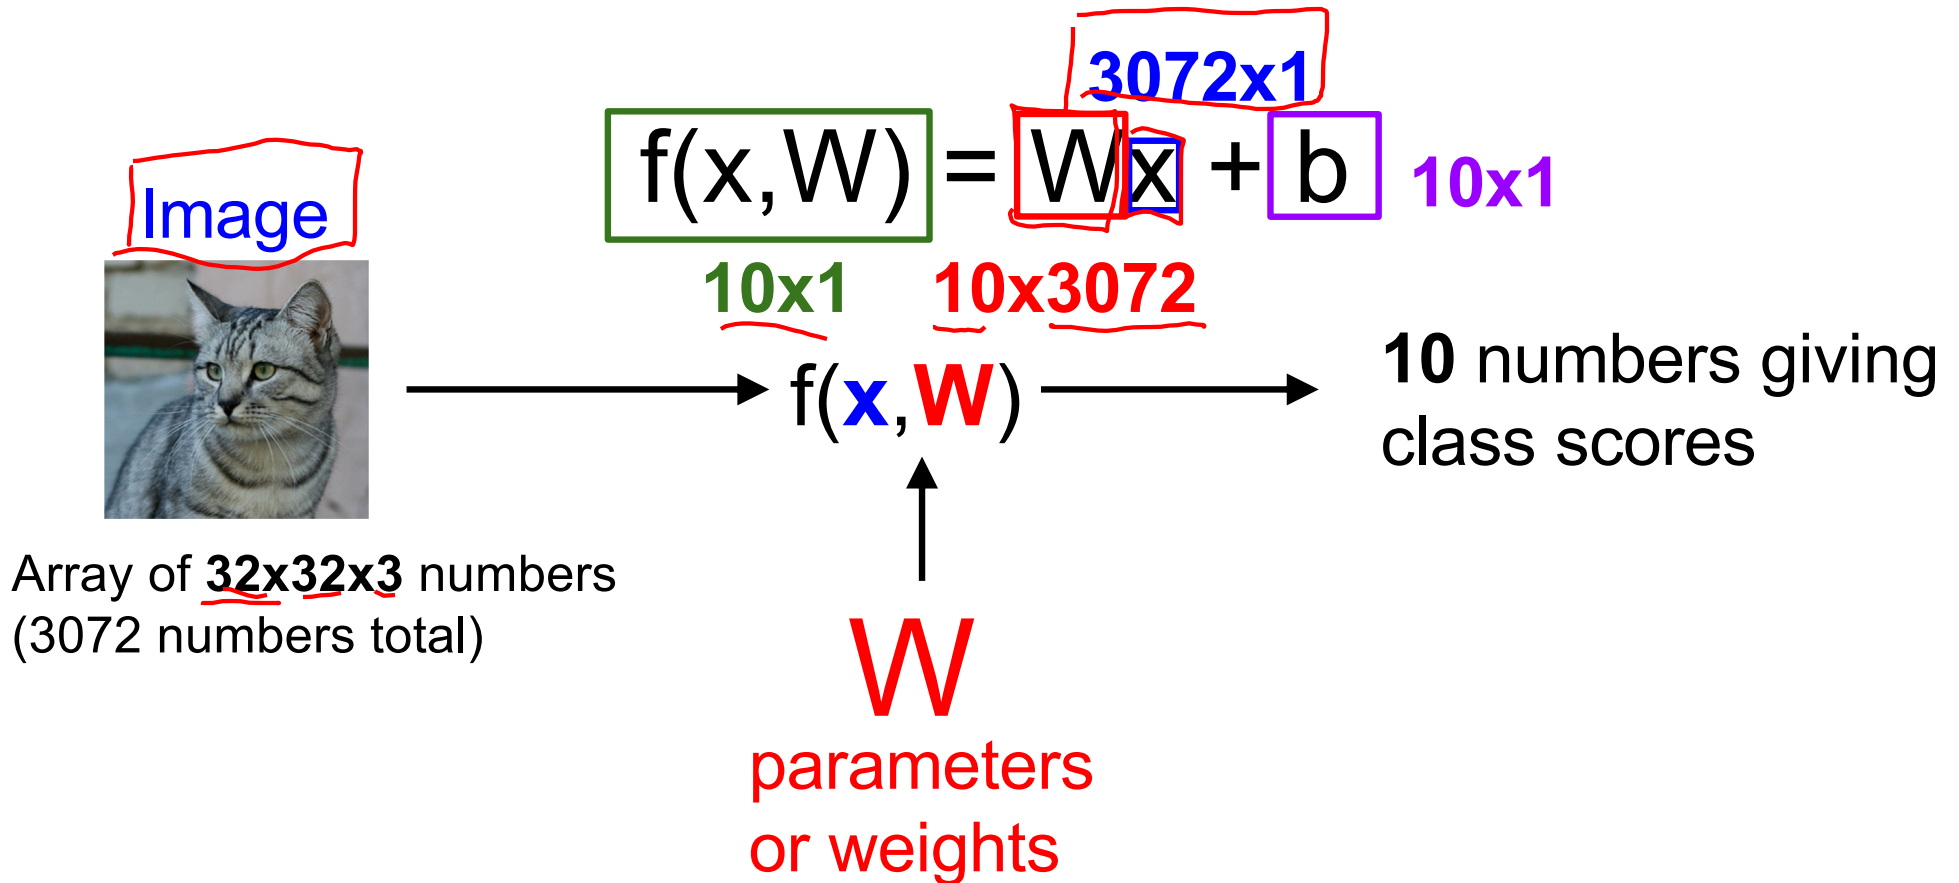 3072x1
f(x,W) = Wx + b 10x1
Image
10x1 10x3072
f(x,W)
10 numbers giving
class scores
Array of 32x32x3 numbers
(3072 numbers total)
W
parameters
or weights